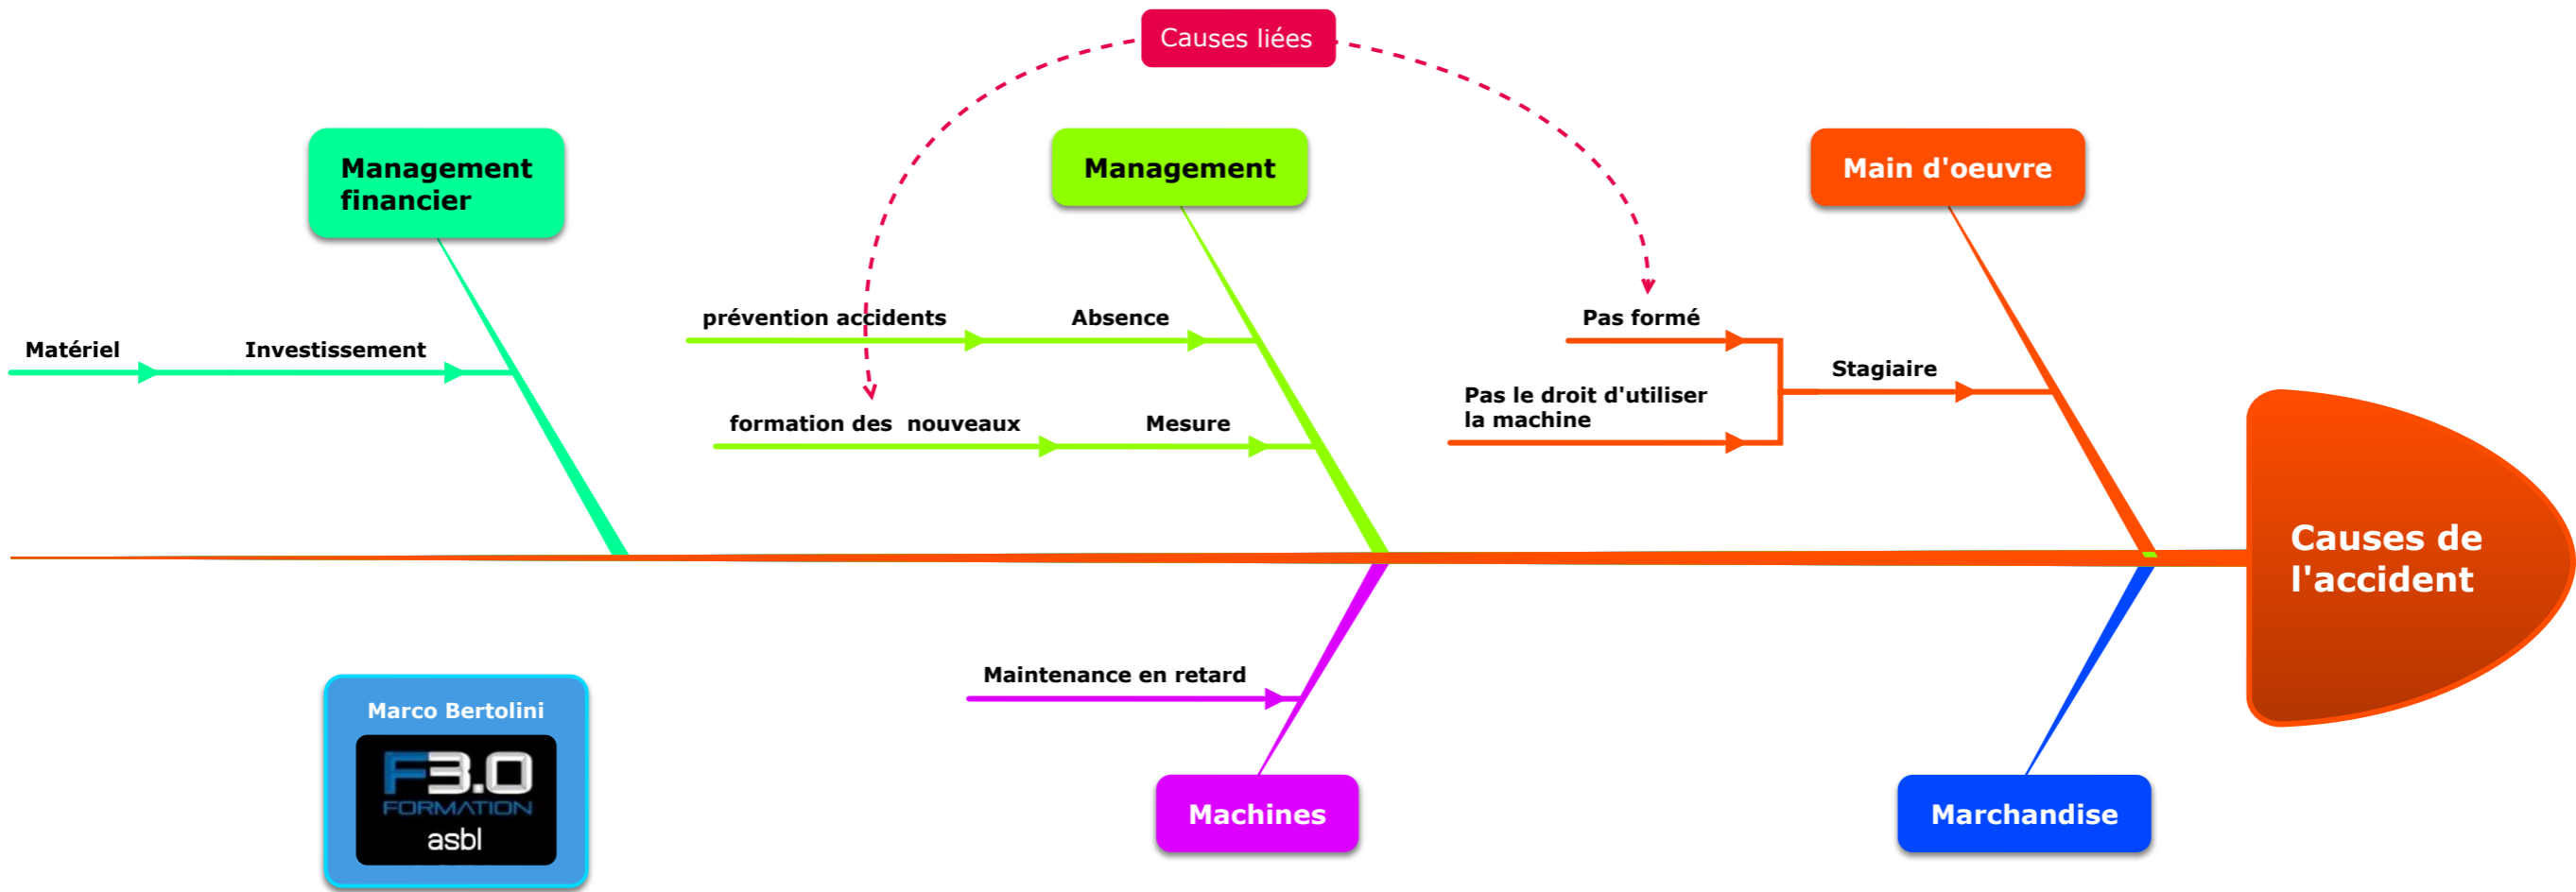 Causes liées
Management
financier
Management
Main d'oeuvre
prévention accidents
Absence
Pas formé
Matériel
Investissement
Stagiaire
Pas le droit d'utiliser
la machine
formation des  nouveaux
Mesure
Causes de
l'accident
Maintenance en retard
Marco Bertolini
F3.0
FORMATION
asbl
Machines
Marchandise